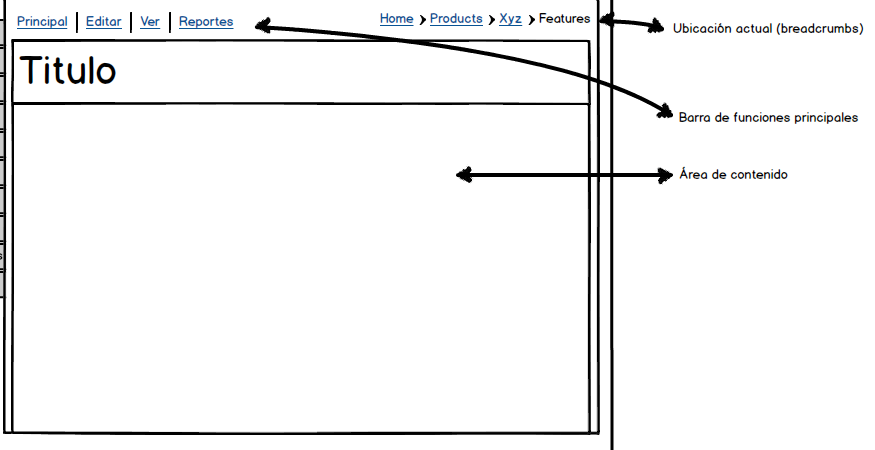 Principal | Editar | Ver | Reportes
Home > Products > Xyz > Features
Ubicación actual (breadcrumbs)
Titulo
Barra de funciones principales
Área de contenido